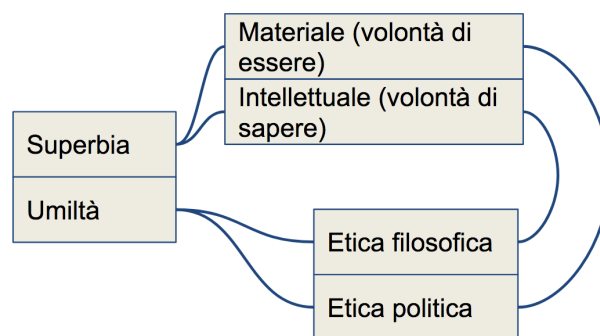 Materiale (volontà di
essere)
Intellettuale (volontà di
sapere)
Superbia
Umiltà
Etica filosofica
Etica politica